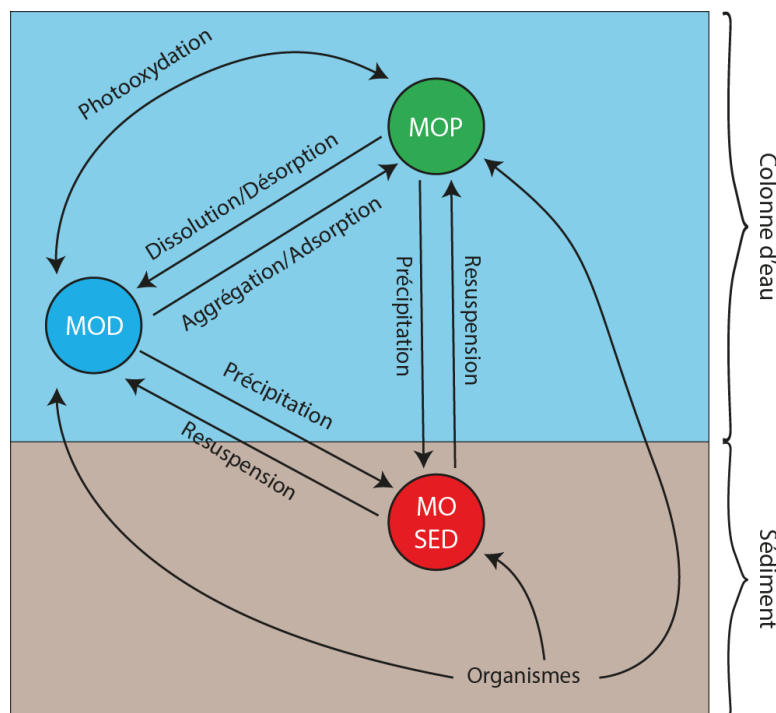 Photooxydation
MOP
Dissolution/Désorption
Aggrégation/Adsorption
Précipitation
Resuspension
MOD
Précipitation
Resuspension
MO
SED
Organismes
Colonne d'eau
Sédiment